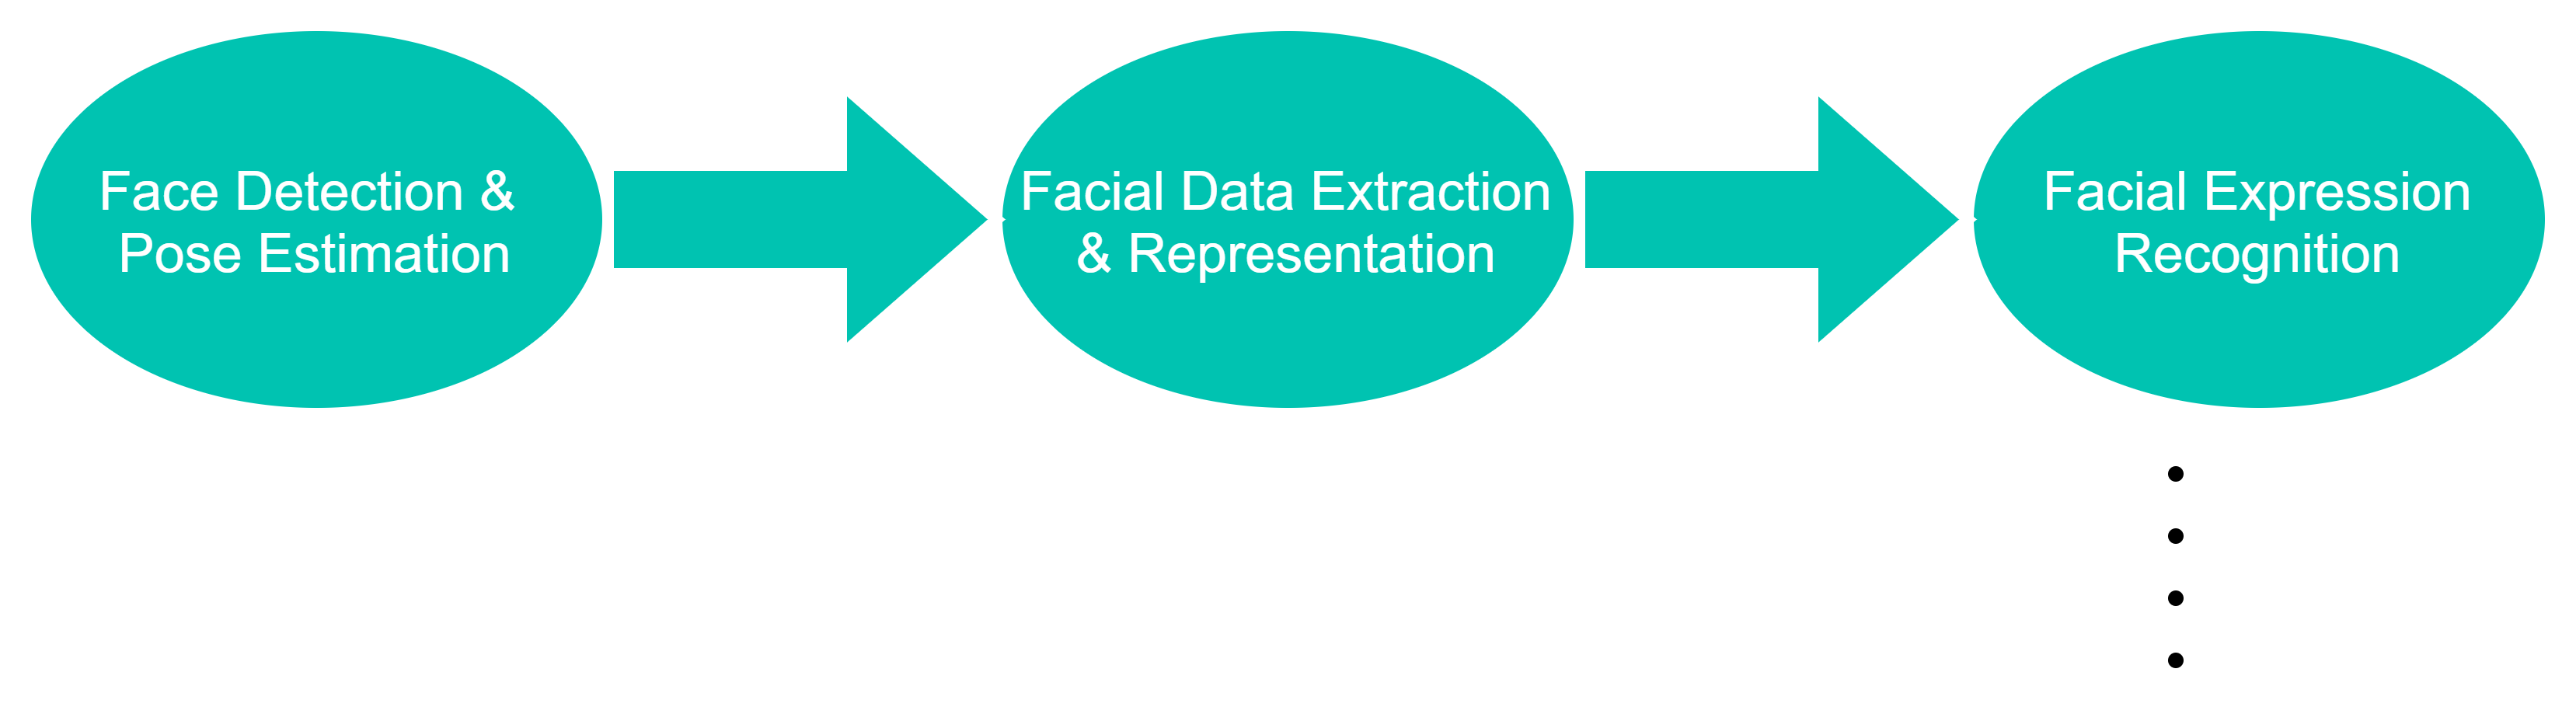 Face Detection &
Pose Estimation
Facial Data Extraction
& Representation
Facial Expression
Recognition
•
•
•
•